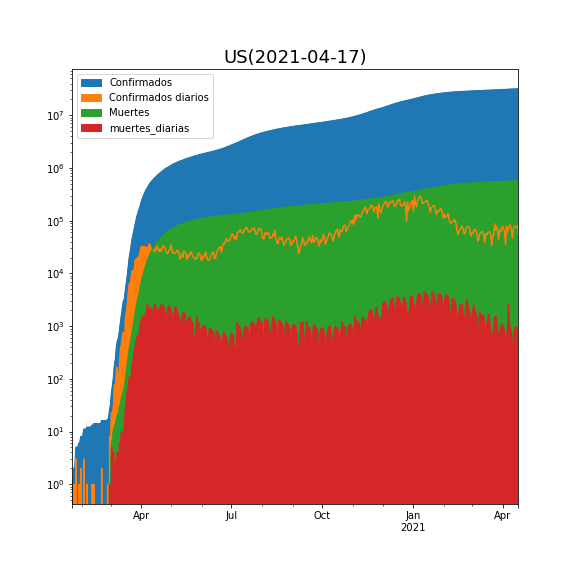 US(2021-04-17)
Confirmados
Confirmados diarios
Muertes
muertes_diarias
10⁷
10⁶
10⁵
10⁴
10³
10²
10¹
10⁰
Apr Jul Oct Jan Apr
2021